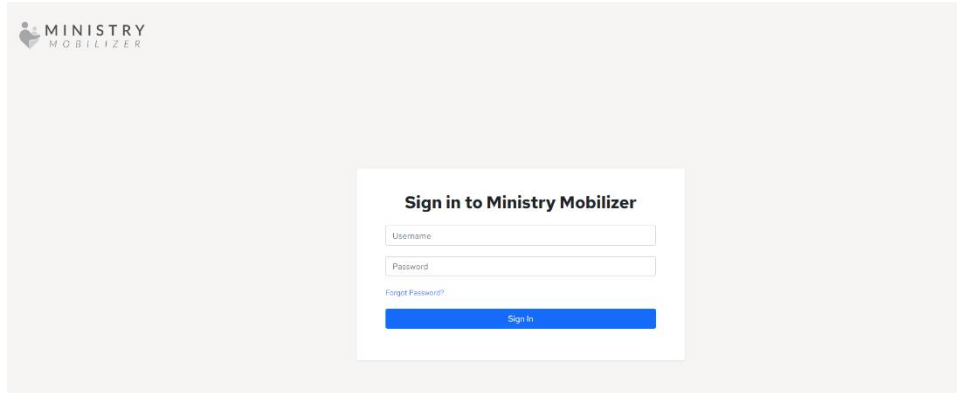 MINISTRY
MOBILIZER
Sign in to Ministry Mobilizer
Username
Password
Forgot Password?
Sign In